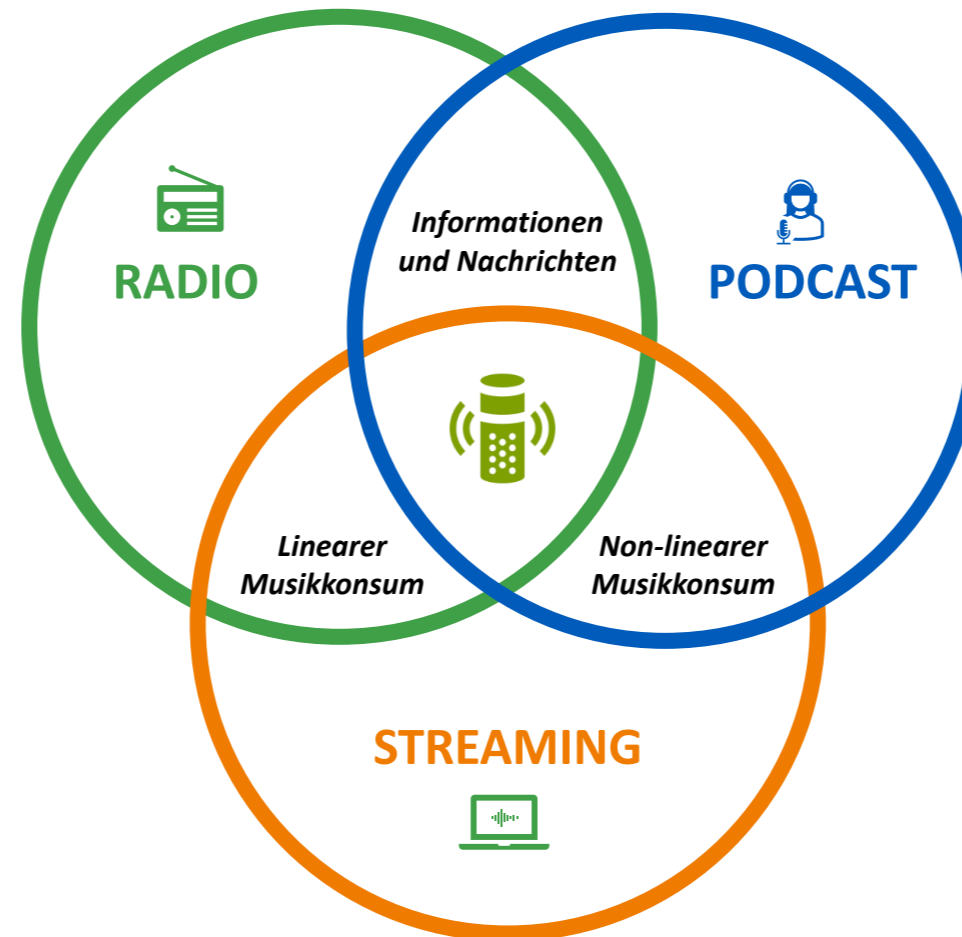 Informationen
und Nachrichten
RADIO
PODCAST
Linearer
Musikkonsum
Non-linearer
Musikkonsum
STREAMING